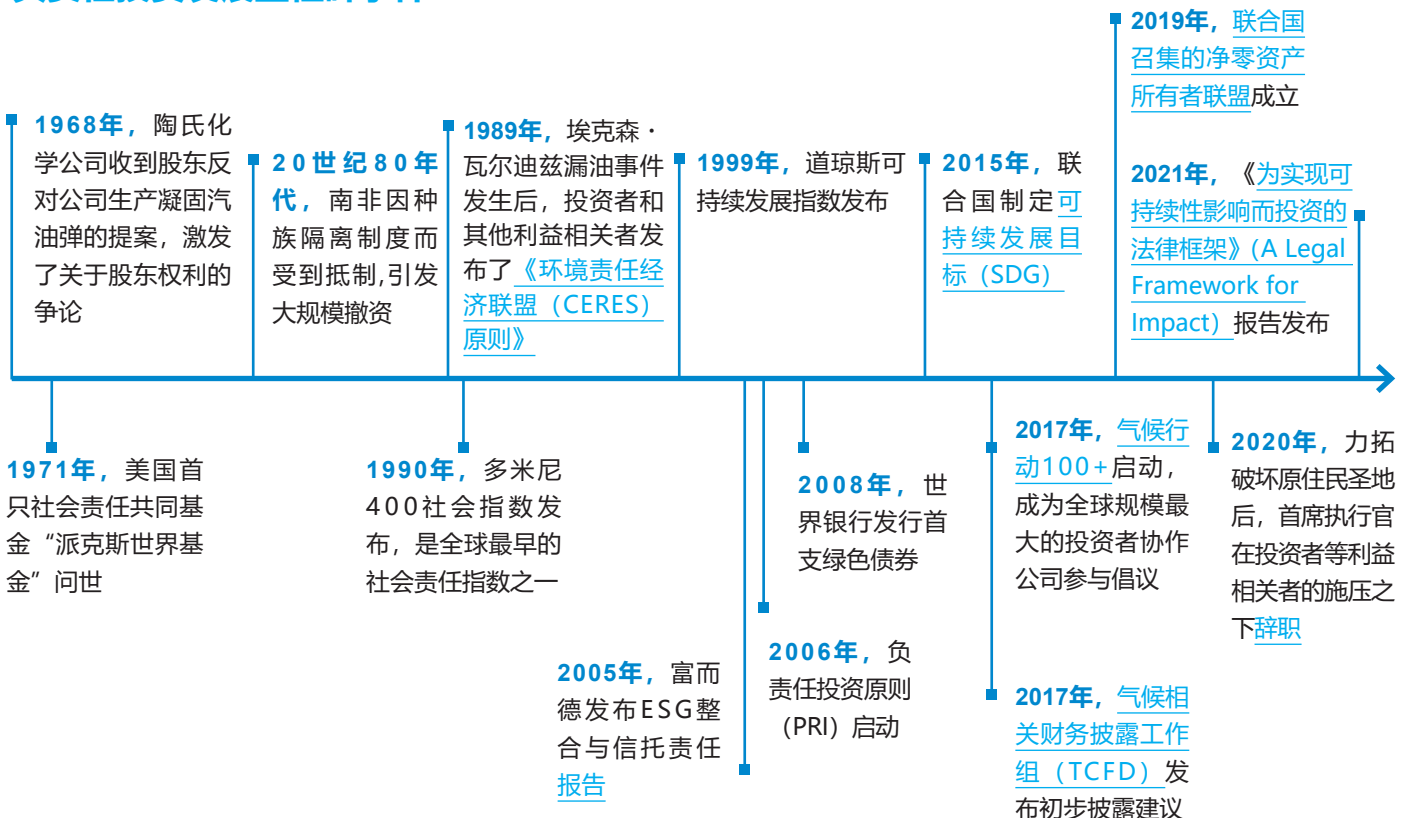 1968年，陶氏化
学公司收到股东反
对公司生产凝固汽
油弹的提案，激发
了关于股东权利的
争论
20世纪80年
代，南非因种
族隔离制度而
受到抵制,引发
大规模撤资
1989年，埃克森·
瓦尔迪兹漏油事件
发生后，投资者和
其他利益相关者发
布了《环境责任经
济联盟（CERES）
原则》
1999年，道琼斯可
持续发展指数发布
2015年，联
合国制定可
持续发展目
标（SDG）
2019年，联合国
召集的净零资产
所有者联盟成立
2021年，《为实现可
持续性影响而投资的
法律框架》（A Legal
Framework for
Impact）报告发布
1971年，美国首
只社会责任共同基
金“派克斯世界基
金”问世
1990年，多米尼
400社会指数发
布，是全球最早的
社会责任指数之一
2005年，富而
德发布ESG整
合与信托责任
报告
2006年，负
责任投资原则
（PRI）启动
2008年，世
界银行发行首
支绿色债券
2017年，气候行
动100+启动，
成为全球规模最
大的投资者协作
公司参与倡议
2017年，气候相
关财务披露工作
组（TCFD）发
布初步披露建议
2020年，力拓
破坏原住民圣地
后，首席执行官
在投资者等利益
相关者的施压之
下辞职